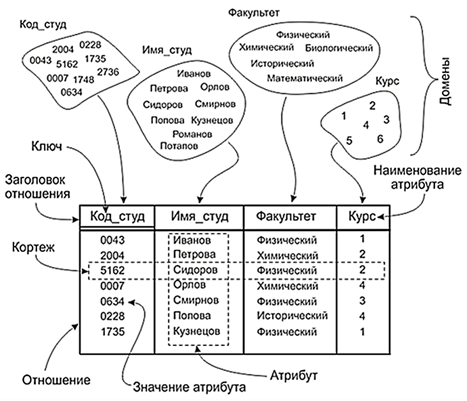 Код_студ
2004 0228
0043 5162 1735
0007 1748 2736
0634
Имя_студ
Иванов
Петрова Орлов
Сидоров Смирнов
Попова Кузнецов
Романов
Потапов
Факультет
Физический
Химический Биологический
Исторический
Математический
Курс
1 2 3
4
5 6
Домены
Ключ
Заголовок
отношения
Наименование
атрибута
Код_студ Имя_студ Факультет Курс
0043 Иванов Физический 1
2004 Петрова Химический 2
Кортеж
5162 Сидоров Физический 2
0007 Орлов Химический 4
0634 Смирнов Физический 3
0228 Попова Исторический 4
1735 Кузнецов Физический 1
Отношение
Значение атрибута
Атрибут